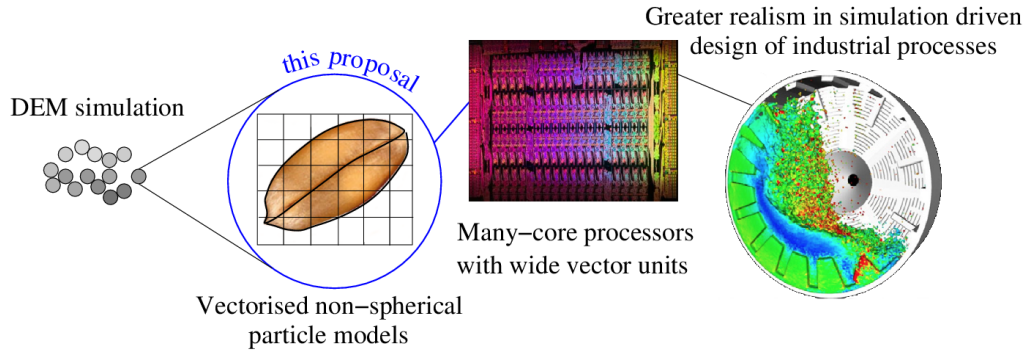 DEM simulation
this proposal
Vectorised non−spherical
particle models
Many−core processors
with wide vector units
Greater realism in simulation driven
design of industrial processes